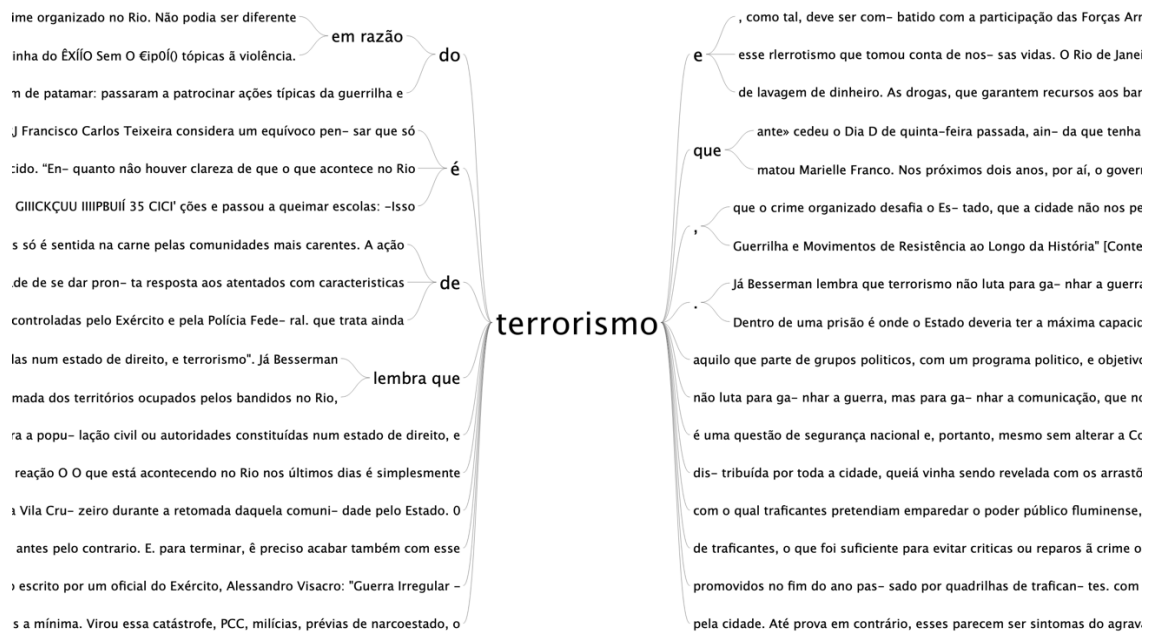 ime organizado no Rio. Não podia ser diferente
em razão
inha do ÊXÍÍO Sem O €ip0Í() tópicas ã violência.
do
m de patamar: passaram a patrocinar ações típicas da guerrilha e
J Francisco Carlos Teixeira considera um equívoco pen– sar que só
cido. “En– quanto nâo houver clareza de que o que acontece no Rio
é
GIIICKÇUU IIIIPBUIÍ 35 CICI' ções e passou a queimar escolas: –Isso
s só é sentida na carne pelas comunidades mais carentes. A ação
de de se dar pron– ta resposta aos atentados com caracteristicas
de
controladas pelo Exército e pela Polícia Fede– ral. que trata ainda
las num estado de direito, e terrorismo". Já Besserman
lembra que
mada dos territórios ocupados pelos bandidos no Rio,
ra a popu– lação civil ou autoridades constituídas num estado de direito, e
reação O O que está acontecendo no Rio nos últimos dias é simplesmente
a Vila Cru– zeiro durante a retomada daquela comuni– dade pelo Estado. 0
antes pelo contrario. E. para terminar, ê preciso acabar também com esse
o escrito por um oficial do Exército, Alessandro Visacro: "Guerra Irregular –
s a mínima. Virou essa catástrofe, PCC, milícias, prévias de narcoestado, o
terrorismo
, como tal, deve ser com– batido com a participação das Forças Arr
e
esse rlerrotismo que tomou conta de nos– sas vidas. O Rio de Janei
de lavagem de dinheiro. As drogas, que garantem recursos aos bar
ante» cedeu o Dia D de quinta–feira passada, ain– da que tenha
que
matou Marielle Franco. Nos próximos dois anos, por aí, o govern
que o crime organizado desafia o Es– tado, que a cidade não nos pe
,
Guerrilha e Movimentos de Resistência ao Longo da História" [Conte
Já Besserman lembra que terrorismo não luta para ga– nhar a guerra
.
Dentro de uma prisão é onde o Estado deveria ter a máxima capacid
aquilo que parte de grupos politicos, com um programa politico, e objetivo
não luta para ga– nhar a guerra, mas para ga– nhar a comunicação, que no
é uma questão de segurança nacional e, portanto, mesmo sem alterar a Co
dis– tribuída por toda a cidade, queiá vinha sendo revelada com os arrastõ
com o qual traficantes pretendiam emparedar o poder público fluminense,
de traficantes, o que foi suficiente para evitar criticas ou reparos ã crime o
promovidos no fim do ano pas– sado por quadrilhas de trafican– tes. com
pela cidade. Até prova em contrário, esses parecem ser sintomas do agrava